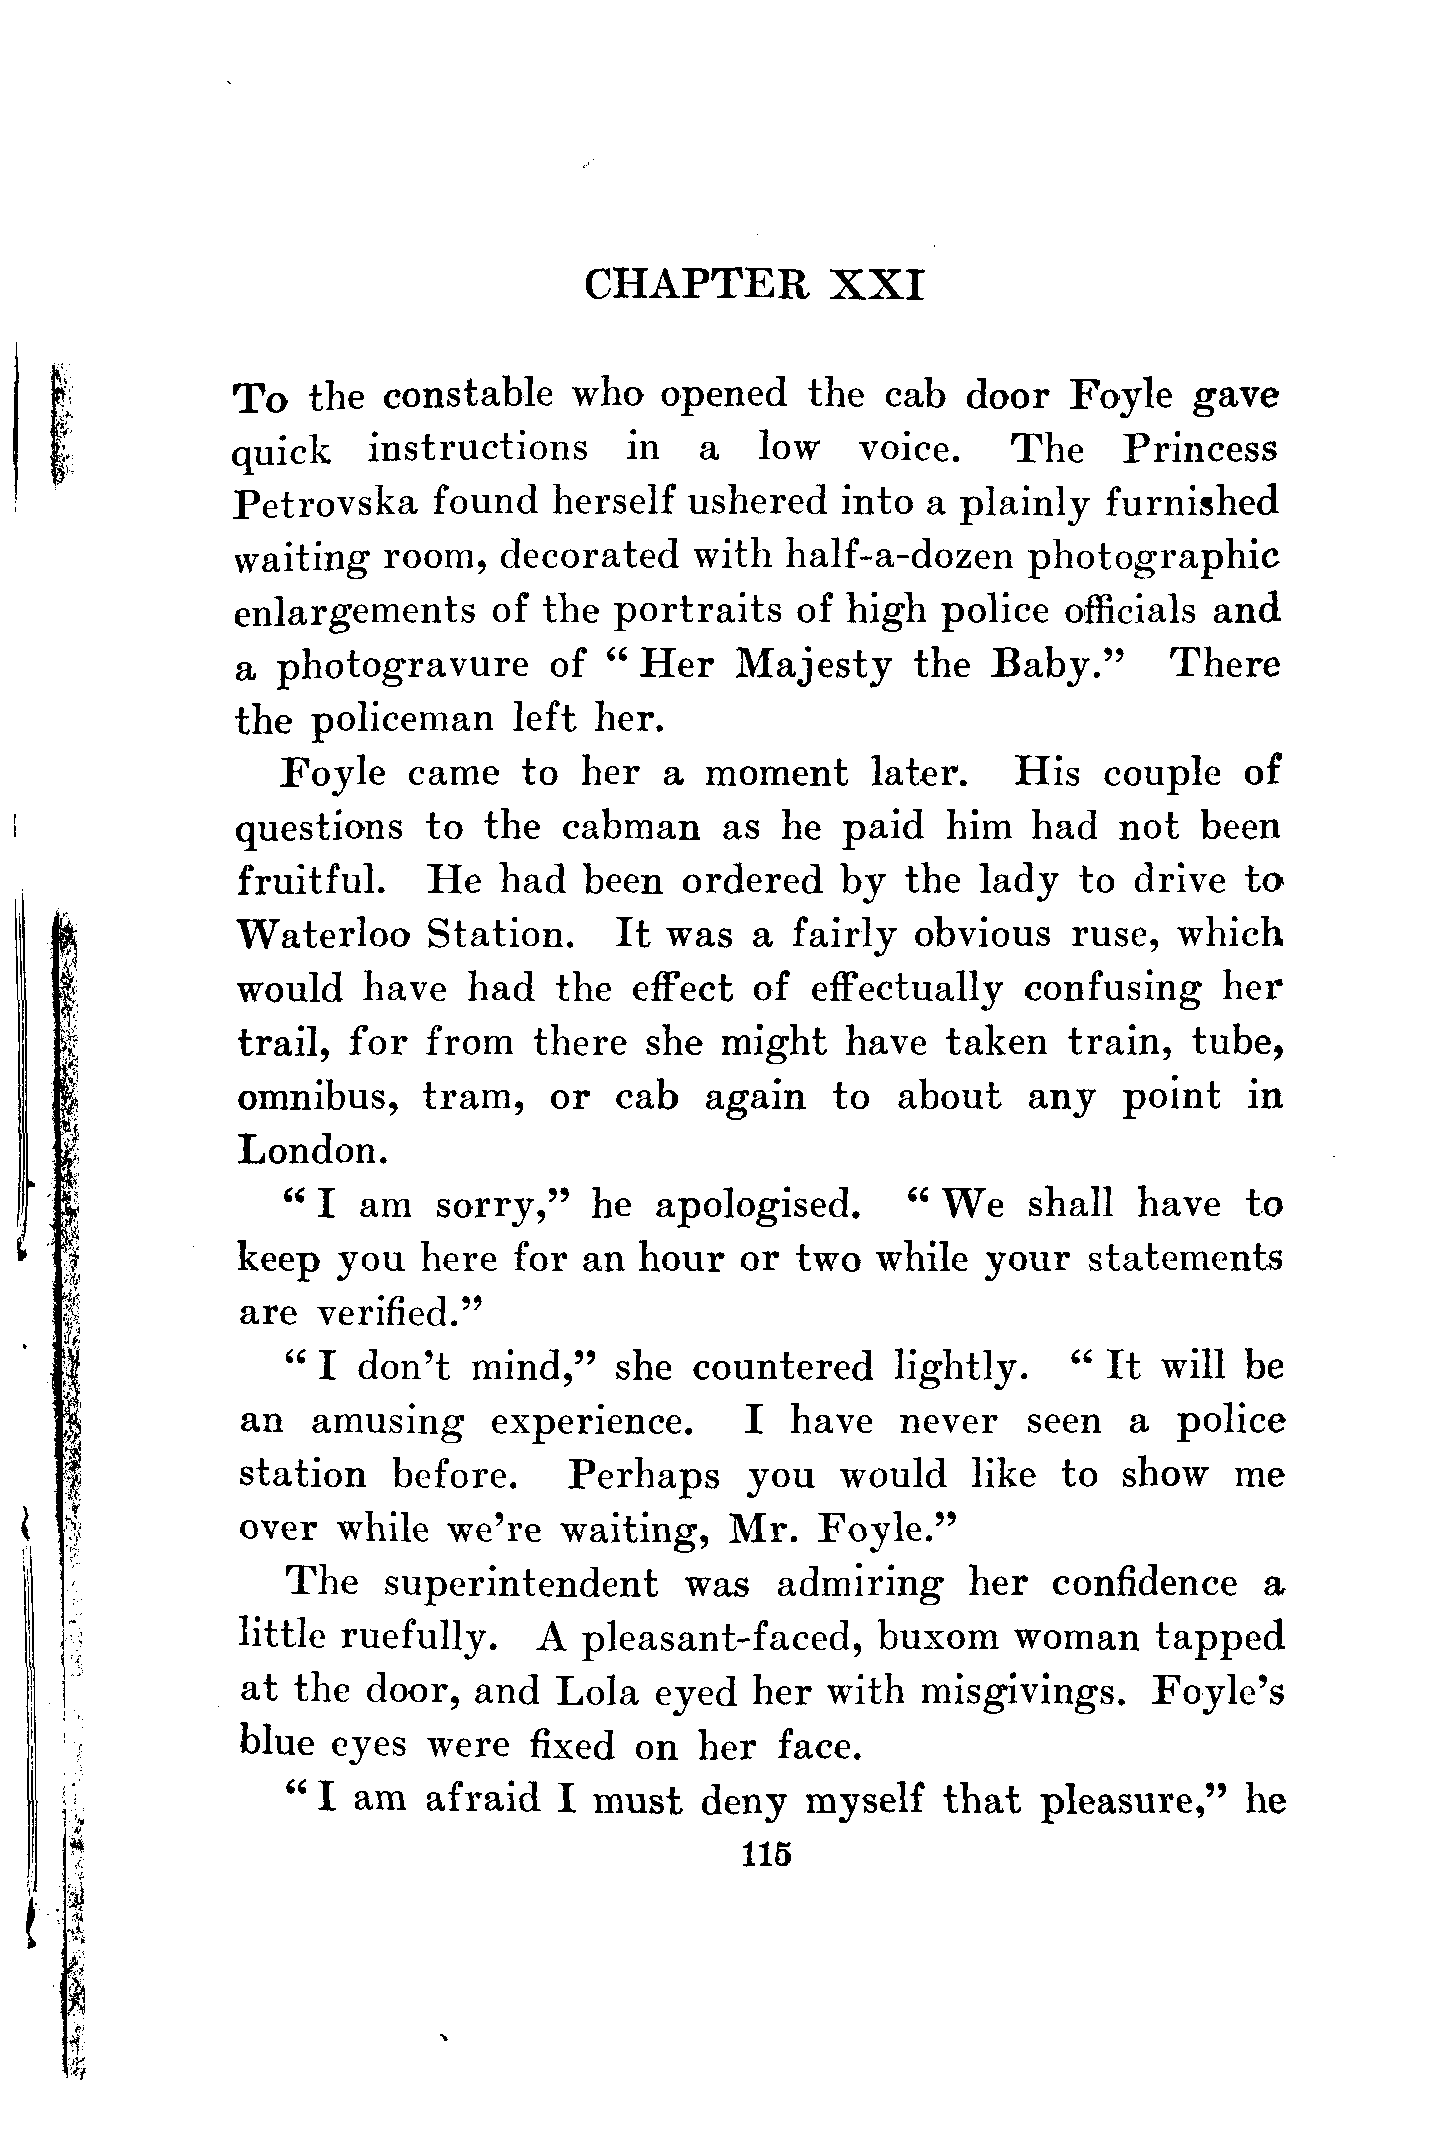 CHAPTER XXI
To the constable who opened the cab door Foyle gave
quick instructions in a low voice. The Princess
Petrovska found herself ushered into a plainly furnished
waiting room, decorated with half-a-dozen photographic
enlargements of the portraits of high police officials and
a photogravure of “ Her Majesty the Baby.” There
the policeman left her.
Foyle came to her a moment later. His couple of
questions to the cabman as he paid him had not been
fruitful. He had been ordered by the lady to drive to
Waterloo Station. It was a fairly obvious ruse, which
would have had the effect of effectually confusing her
trail, for from there she might have taken train, tube,
omnibus, tram, or cab again to about any point in
London.
“ I am sorry,” he apologised. “ We shall have to
keep you here for an hour or two while your statements
are verified.”
“ I don’t mind,” she countered lightly. “ It will be
an amusing experience. I have never seen a police
station before. Perhaps you would like to show me
over while we’re waiting, Mr. Foyle.”
The superintendent was admiring her confidence a
little ruefully. A pleasant-faced, buxom woman tapped
at the door, and Lola eyed her with misgivings. Foyle’s
blue eyes were fixed on her face.
“ I am afraid I must deny myself that pleasure,” he
115